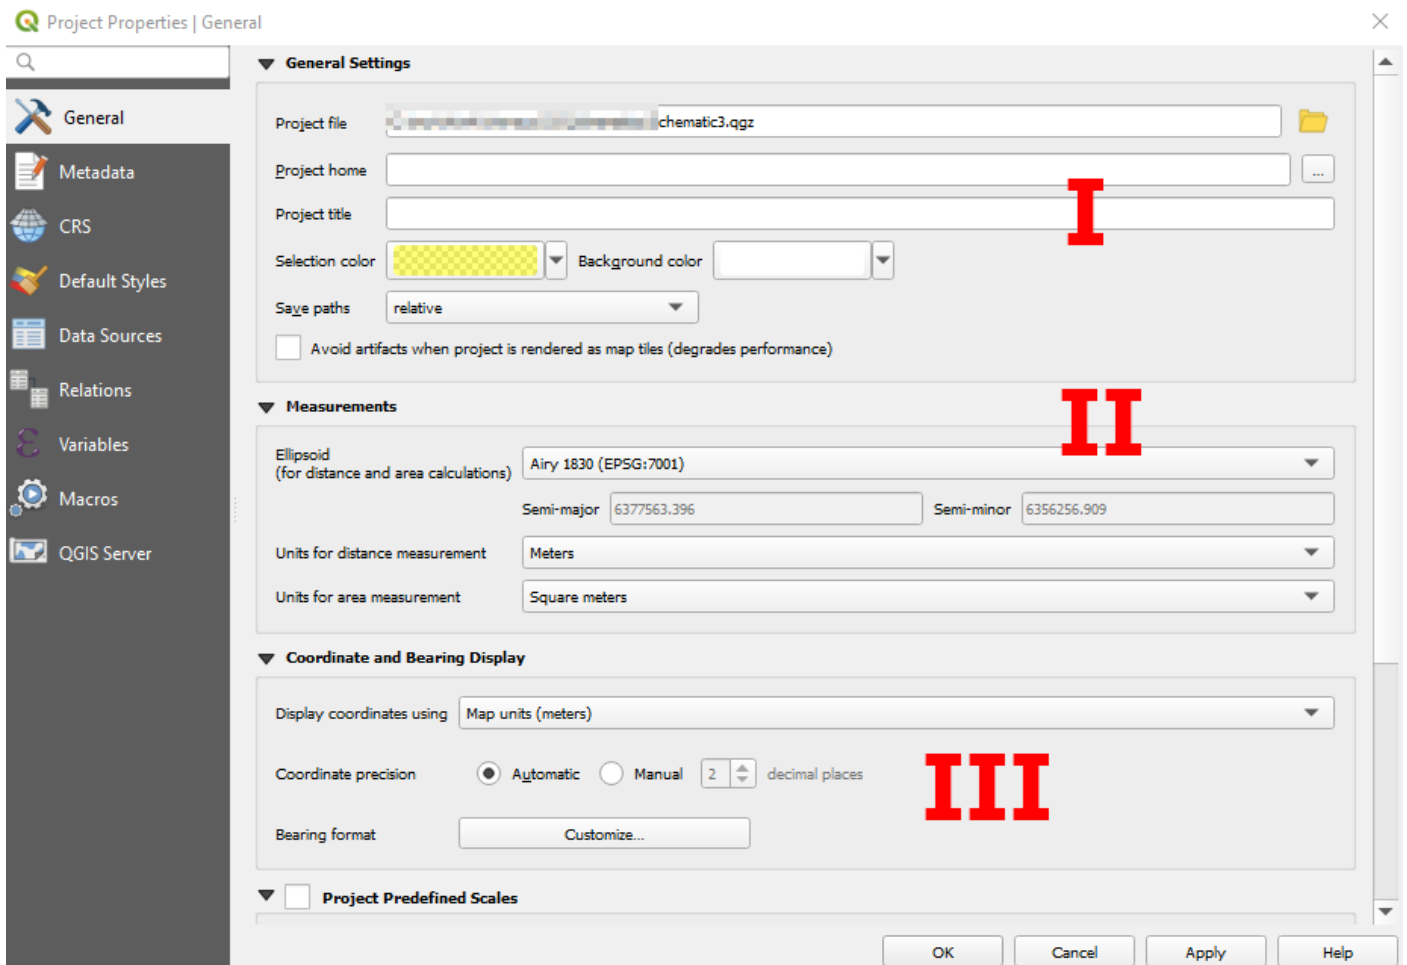 Project Properties | General
General
Metadata
CRS
Default Styles
Data Sources
Relations
Variables
Macros
QGIS Server
General Settings
Project file chematic3.qgz
Project home ...
Project title
I
Selection color Background color
Save paths relative
Avoid artifacts when project is rendered as map tiles (degrades performance)
Measurements
II
Ellipsoid
(for distance and area calculations) Airy 1830 (EPSG:7001)
Semi-major 6377563.396 Semi-minor 6356256.909
Units for distance measurement Meters
Units for area measurement Square meters
Coordinate and Bearing Display
Display coordinates using Map units (meters)
Coordinate precision Automatic Manual 2 decimal places
III
Bearing format Customize...
Project Predefined Scales
OK Cancel Apply Help